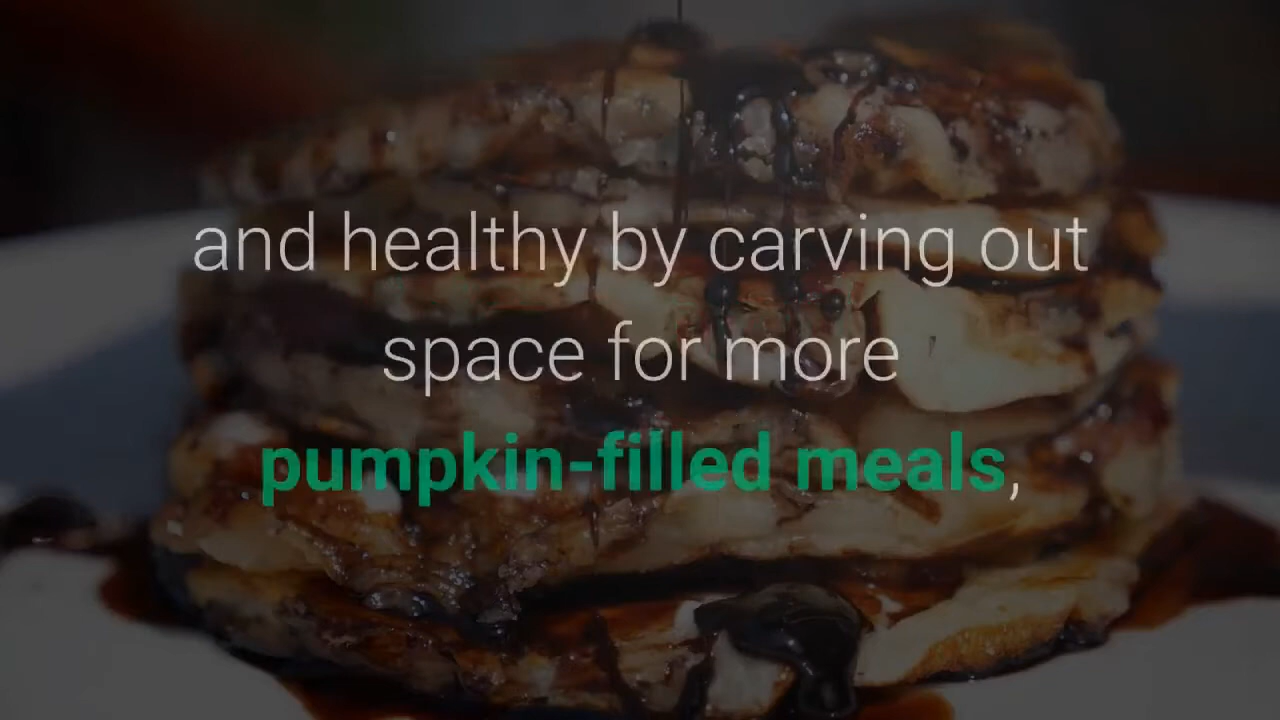 and healthy by carving out
space for more
pumpkin-filled meals,